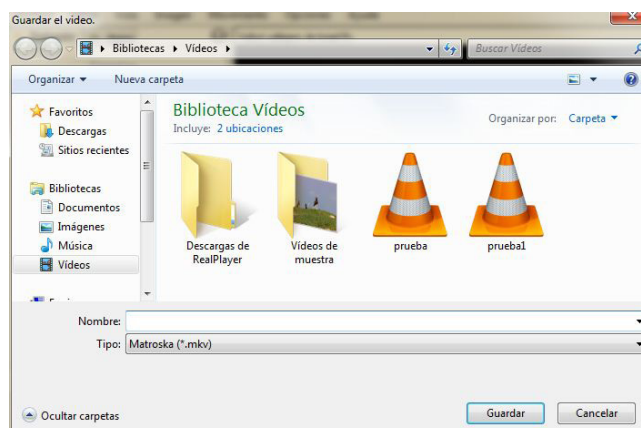 Guardar el video.
Bibliotecas ▸ Vídeos ▸
Buscar Vídeos
Organizar
Nueva carpeta
Favoritos
Descargas
Sitios recientes
Bibliotecas
Documentos
Imágenes
Música
Vídeos
Biblioteca Vídeos
Incluye: 2 ubicaciones
Organizar por: Carpeta
Descargas de
RealPlayer
Vídeos de
muestra
prueba
prueba1
Nombre:
Tipo: Matroska (*.mkv)
Ocultar carpetas
Guardar
Cancelar